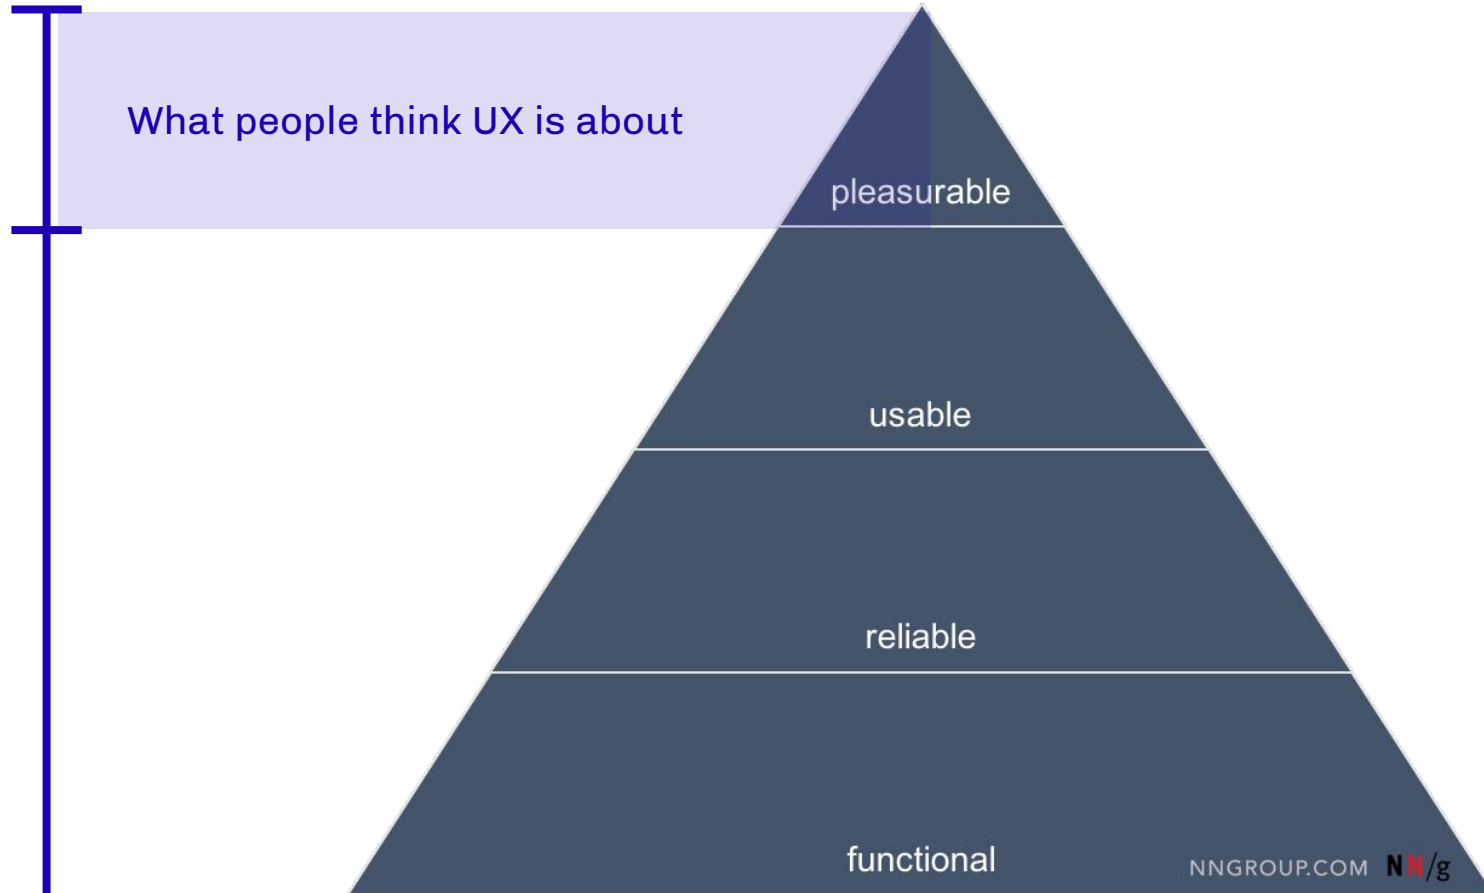 What people think UX is about
pleasurable
usable
reliable
functional
NNGROUP.COM NN/g